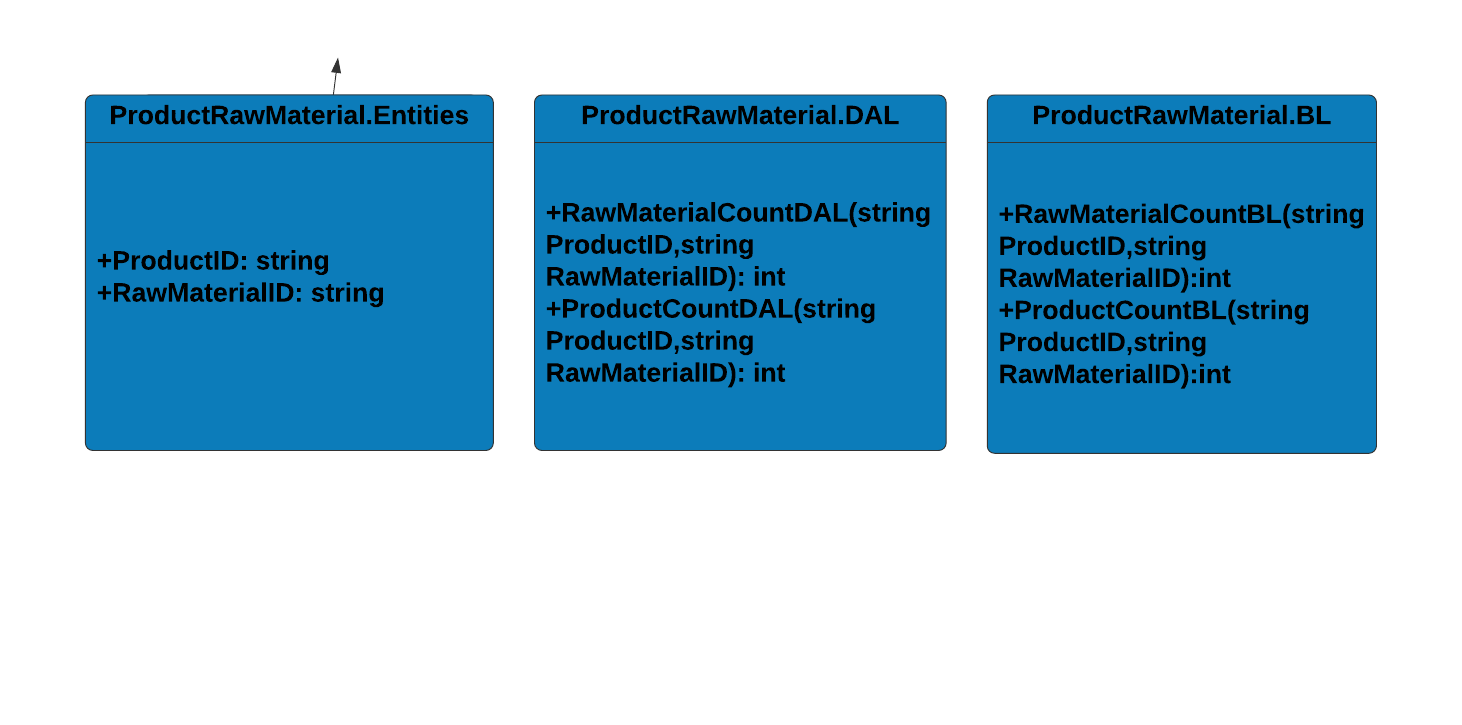 ProductRawMaterial.Entities
+ProductID: string
+RawMaterialID: string
ProductRawMaterial.DAL
+RawMaterialCountDAL(string
ProductID,string
RawMaterialID): int
+ProductCountDAL(string
ProductID,string
RawMaterialID): int
ProductRawMaterial.BL
+RawMaterialCountBL(string
ProductID,string
RawMaterialID):int
+ProductCountBL(string
ProductID,string
RawMaterialID):int